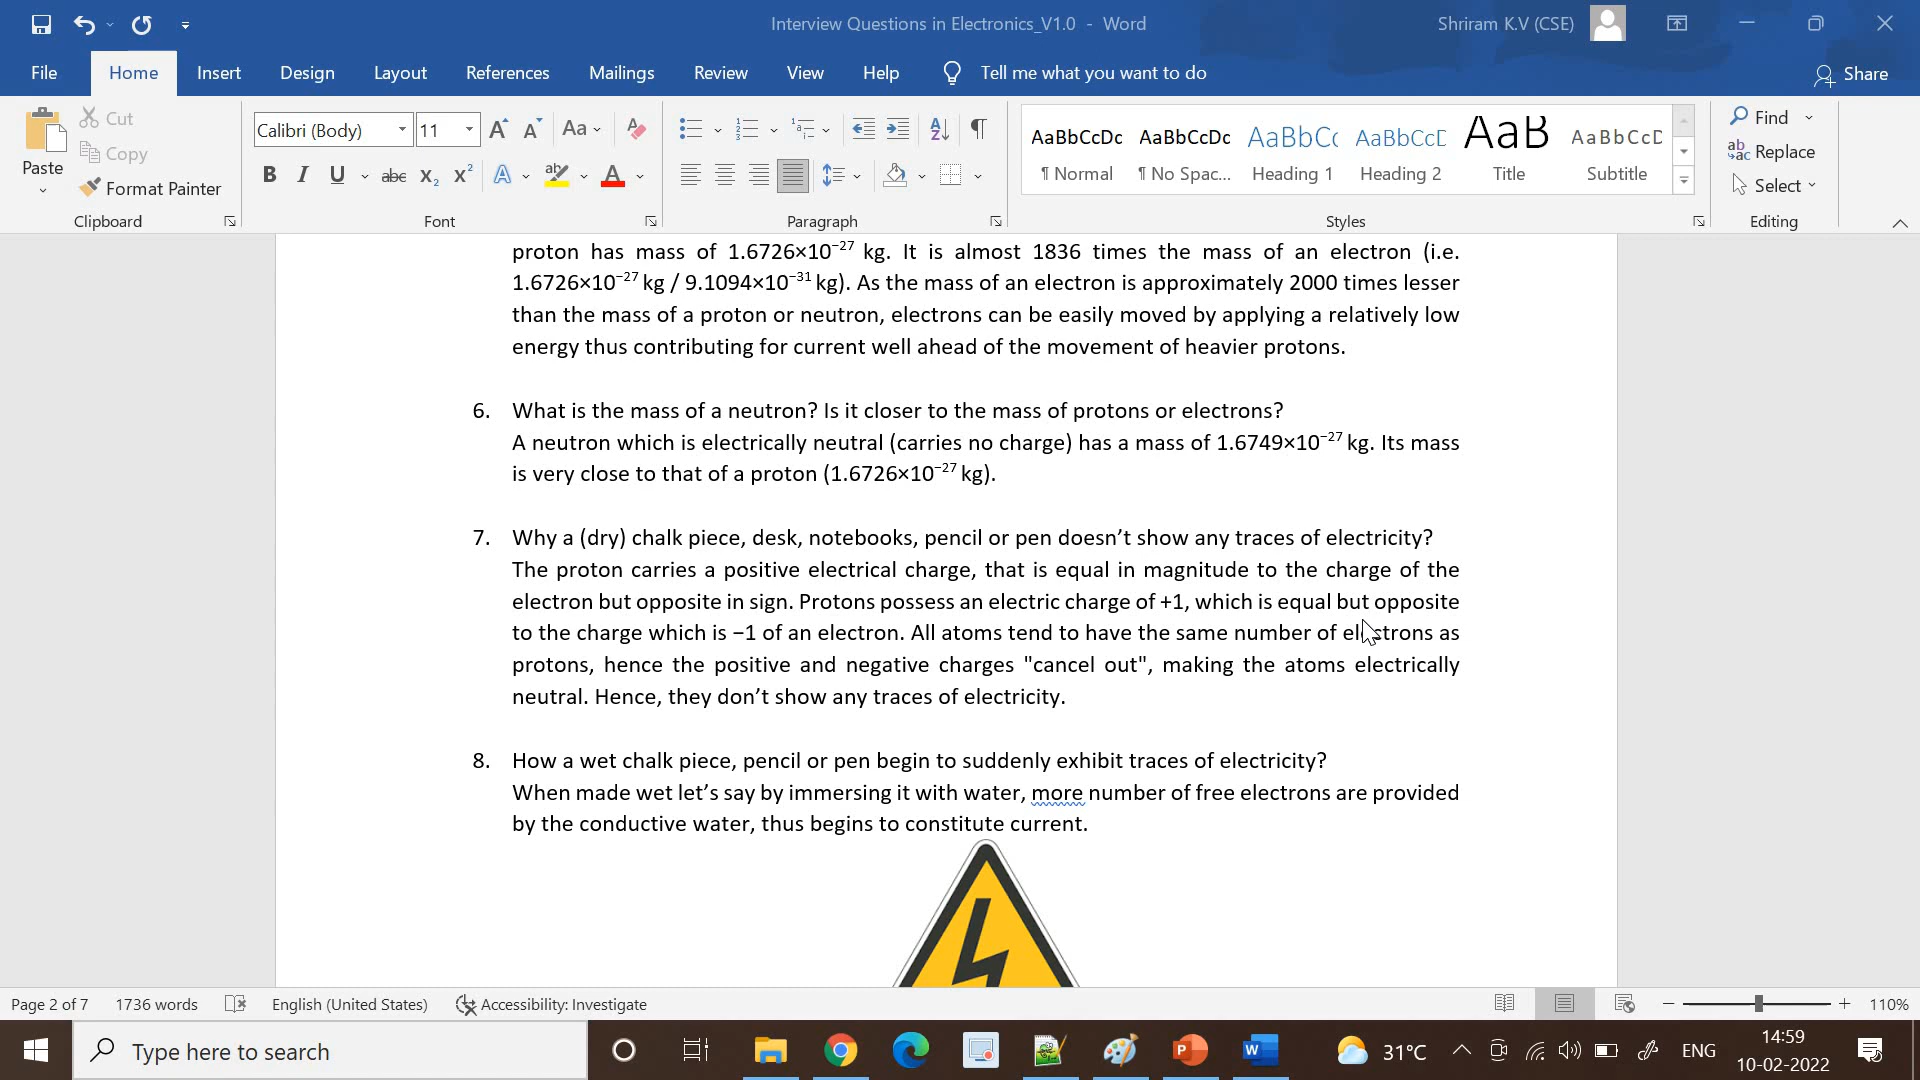 Interview Questions in Electronics_V1.0 - Word
Shriram K.V (CSE)
File Home Insert Design Layout References Mailings Review View Help Tell me what you want to do Share
Paste
Cut
Copy
Format Painter
Calibri (Body) 11
Clipboard Font Paragraph Styles Editing
AaBbCcDc AaBbCcDc AaBbC AaBbCcD AaB AaBbCcD
¶ Normal ¶ No Spac... Heading 1 Heading 2 Title Subtitle
Find
Replace
Select
proton has mass of 1.6726×10⁻²⁷ kg. It is almost 1836 times the mass of an electron (i.e.
1.6726×10⁻²⁷ kg / 9.1094×10⁻³¹ kg). As the mass of an electron is approximately 2000 times lesser
than the mass of a proton or neutron, electrons can be easily moved by applying a relatively low
energy thus contributing for current well ahead of the movement of heavier protons.
6. What is the mass of a neutron? Is it closer to the mass of protons or electrons?
A neutron which is electrically neutral (carries no charge) has a mass of 1.6749×10⁻²⁷ kg. Its mass
is very close to that of a proton (1.6726×10⁻²⁷ kg).
7. Why a (dry) chalk piece, desk, notebooks, pencil or pen doesn’t show any traces of electricity?
The proton carries a positive electrical charge, that is equal in magnitude to the charge of the
electron but opposite in sign. Protons possess an electric charge of +1, which is equal but opposite
to the charge which is −1 of an electron. All atoms tend to have the same number of electrons as
protons, hence the positive and negative charges "cancel out", making the atoms electrically
neutral. Hence, they don’t show any traces of electricity.
8. How a wet chalk piece, pencil or pen begin to suddenly exhibit traces of electricity?
When made wet let’s say by immersing it with water, more number of free electrons are provided
by the conductive water, thus begins to constitute current.
Page 2 of 7 1736 words English (United States) Accessibility: Investigate 110%
Type here to search
31°C ENG
14:59
10-02-2022